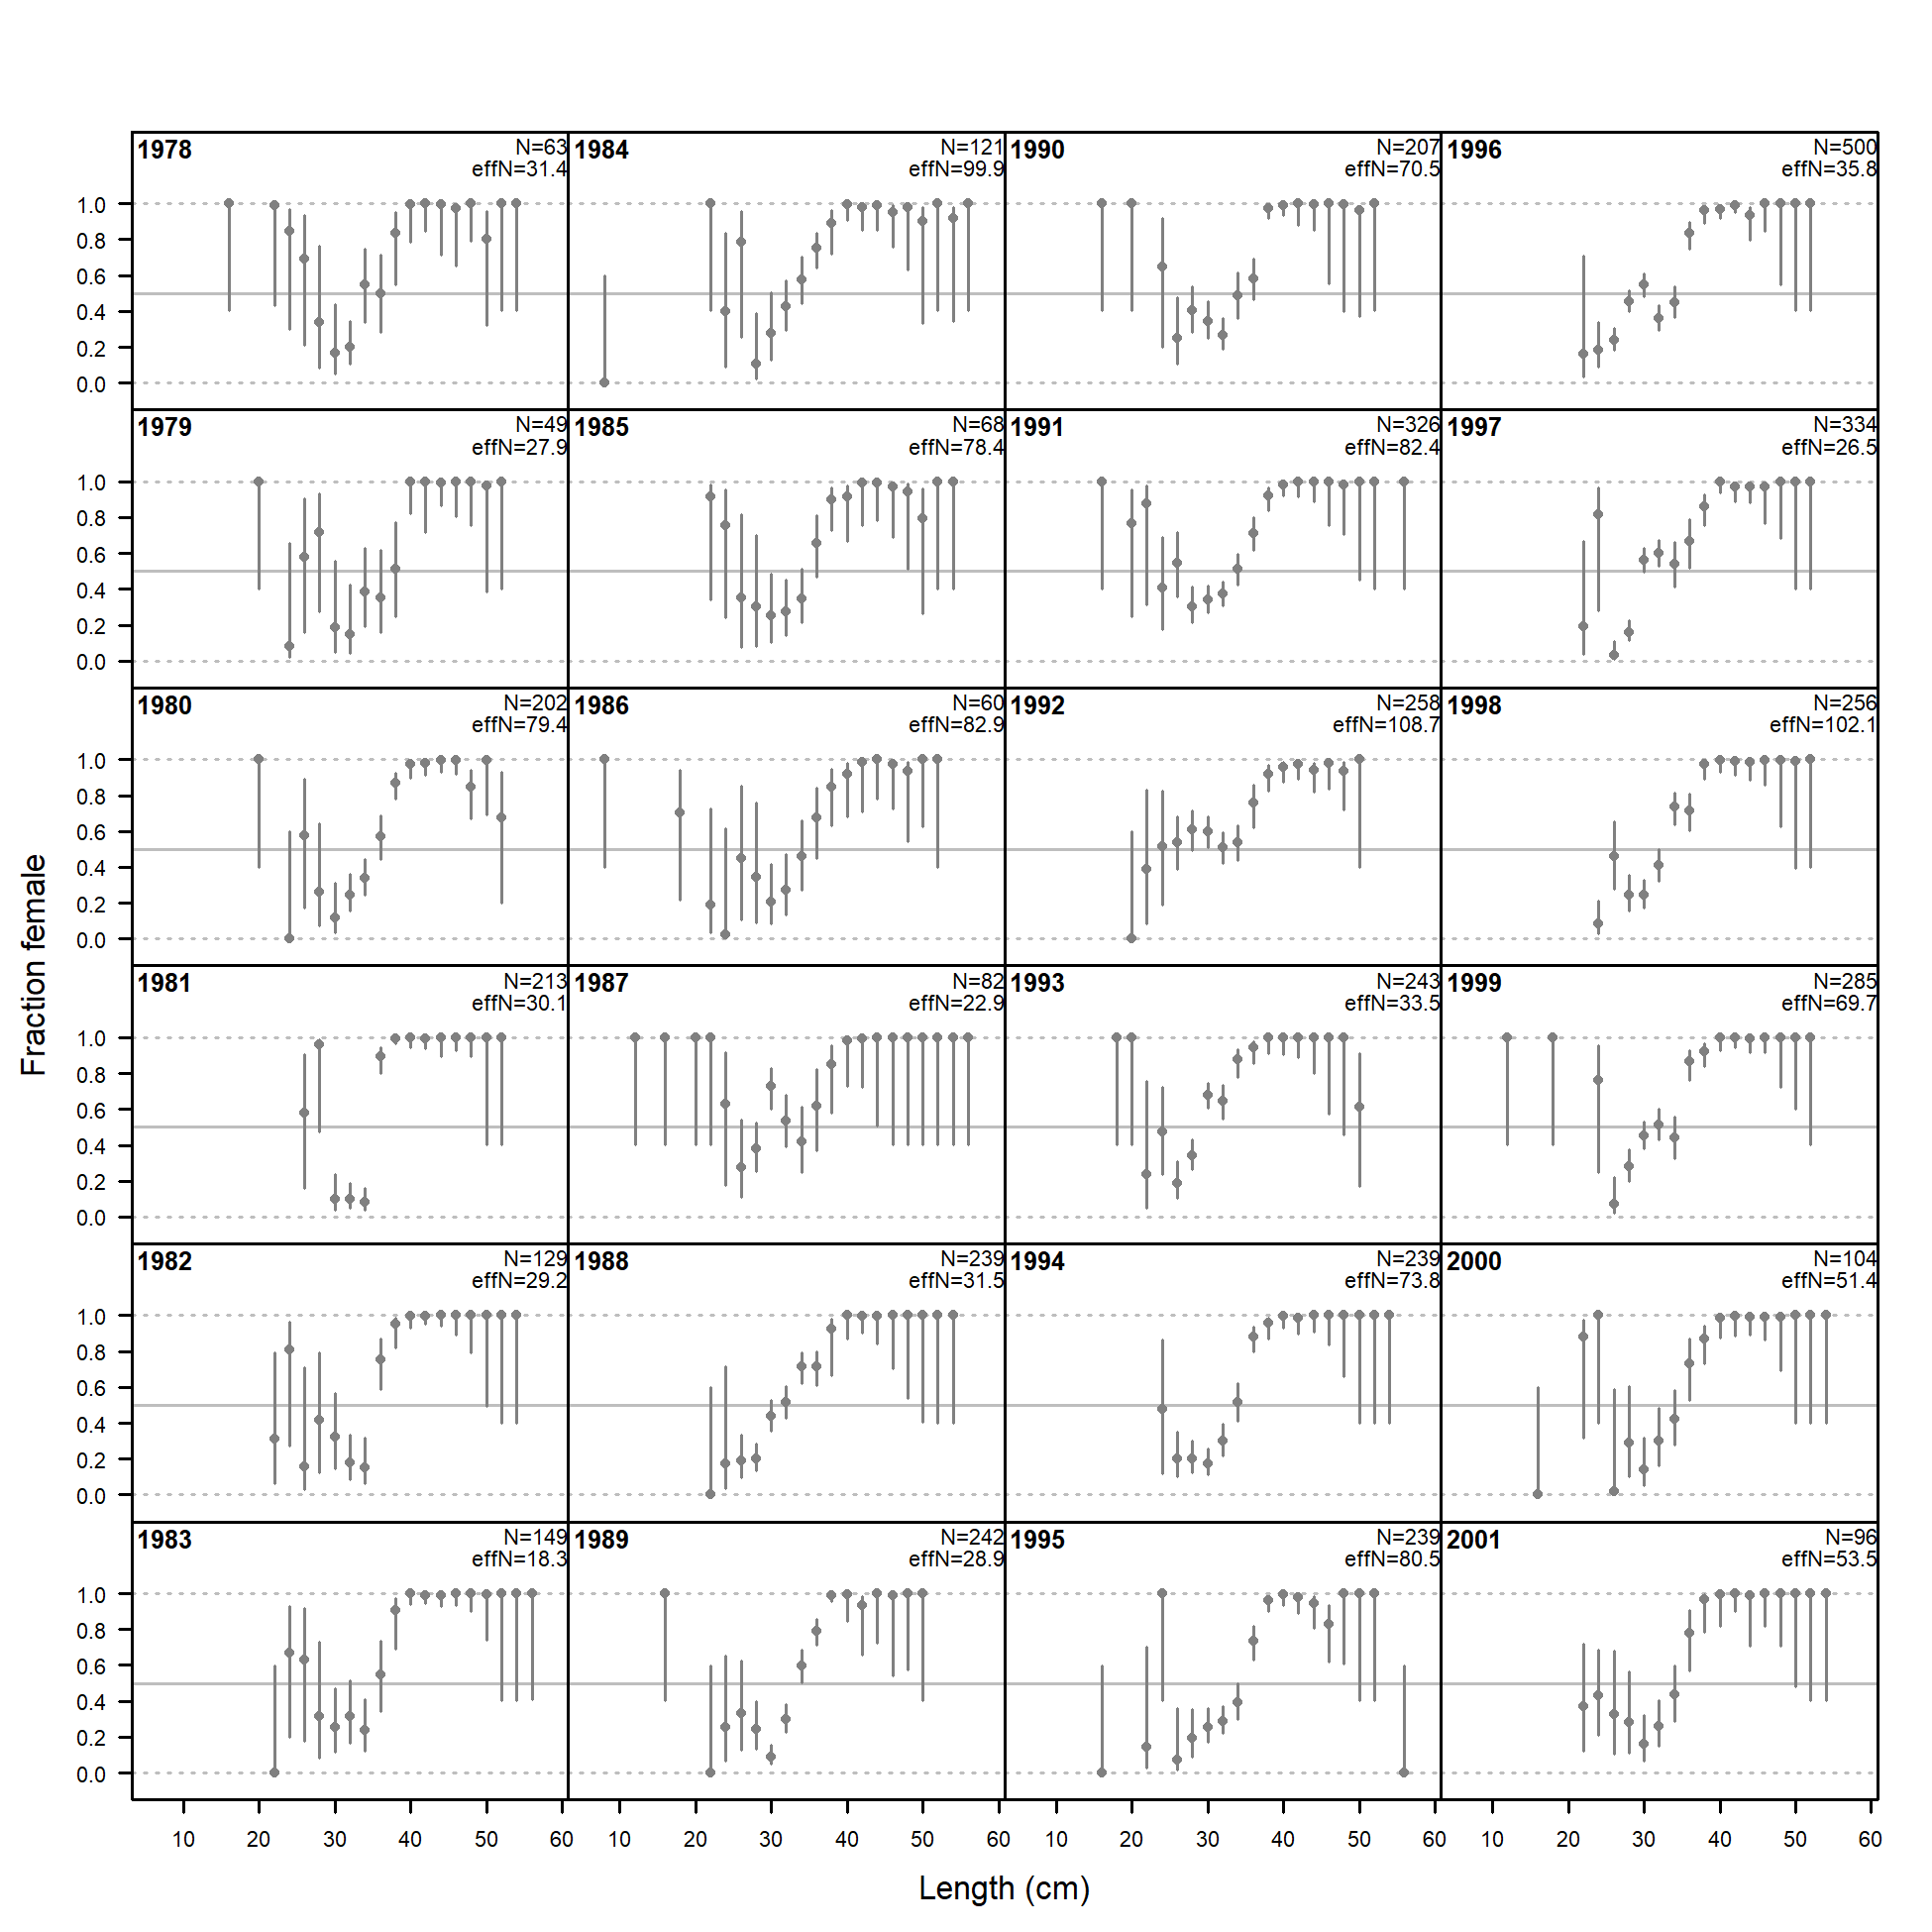 1978 N=63 1984 N=121 1990 N=207 1996 N=500
effN=31.4 effN=99.9 effN=70.5 effN=35.8
1.0
0.8
0.6
0.4
0.2
0.0
1979 N=49 1985 N=68 1991 N=326 1997 N=334
effN=27.9 effN=78.4 effN=82.4 effN=26.5
1.0
0.8
0.6
0.4
0.2
0.0
1980 N=202 1986 N=60 1992 N=258 1998 N=256
effN=79.4 effN=82.9 effN=108.7 effN=102.1
1.0
0.8
0.6
0.4
0.2
0.0
Fraction female
1981 N=213 1987 N=82 1993 N=243 1999 N=285
effN=30.1 effN=22.9 effN=33.5 effN=69.7
1.0
0.8
0.6
0.4
0.2
0.0
1982 N=129 1988 N=239 1994 N=239 2000 N=104
effN=29.2 effN=31.5 effN=73.8 effN=51.4
1.0
0.8
0.6
0.4
0.2
0.0
1983 N=149 1989 N=242 1995 N=239 2001 N=96
effN=18.3 effN=28.9 effN=80.5 effN=53.5
1.0
0.8
0.6
0.4
0.2
0.0
10 20 30 40 50 60 10 20 30 40 50 60 10 20 30 40 50 60 10 20 30 40 50 60
Length (cm)